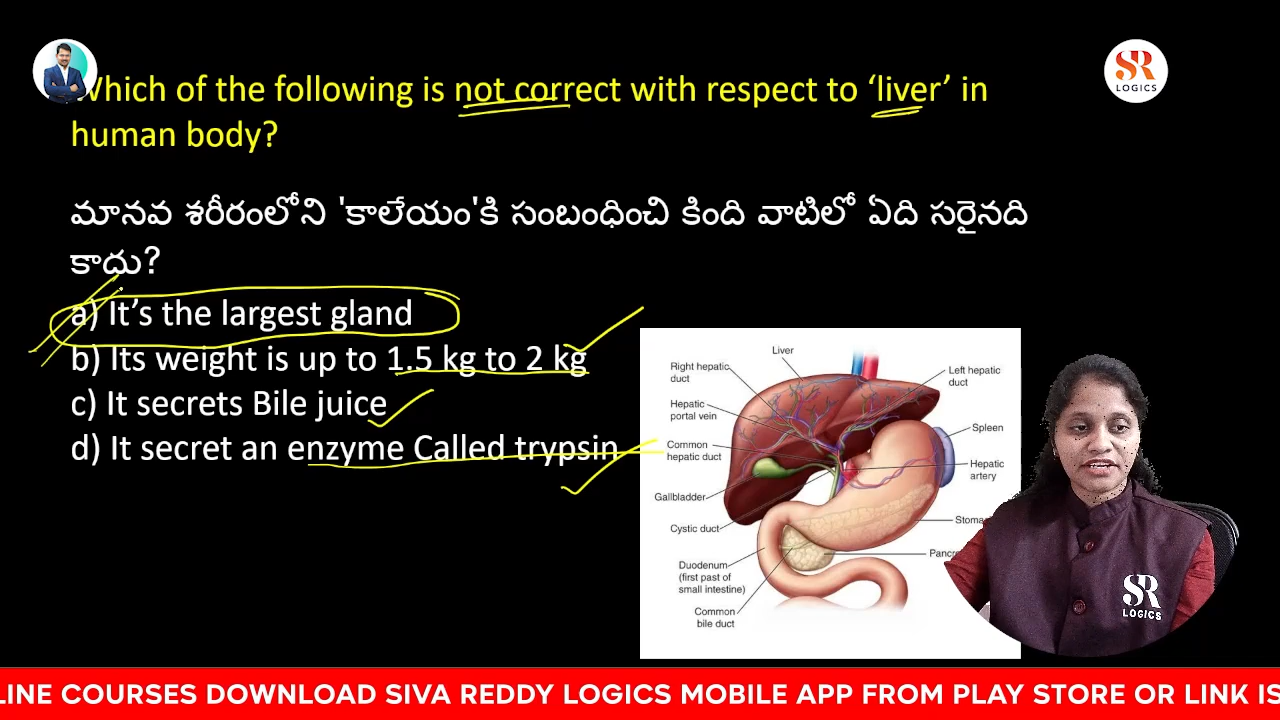 Which of the following is not correct with respect to ‘liver’ in
human body?
SR
LOGICS
మానవ శరీరంలోని 'కాలేయం'కి సంబంధించి కింది వాటిలో ఏది సరైనది
కాదు?
a) It’s the largest gland
b) Its weight is up to 1.5 kg to 2 kg
c) It secrets Bile juice
d) It secret an enzyme Called trypsin
Liver
Right hepatic
duct
Left hepatic
duct
Hepatic
portal vein
Spleen
Common
hepatic duct
Hepatic
artery
Gallbladder
Cystic duct
Stoma
Pancr
Duodenum
(first past of
small intestine)
Common
bile duct
SR
LOGICS
LINE COURSES DOWNLOAD SIVA REDDY LOGICS MOBILE APP FROM PLAY STORE OR LINK IS